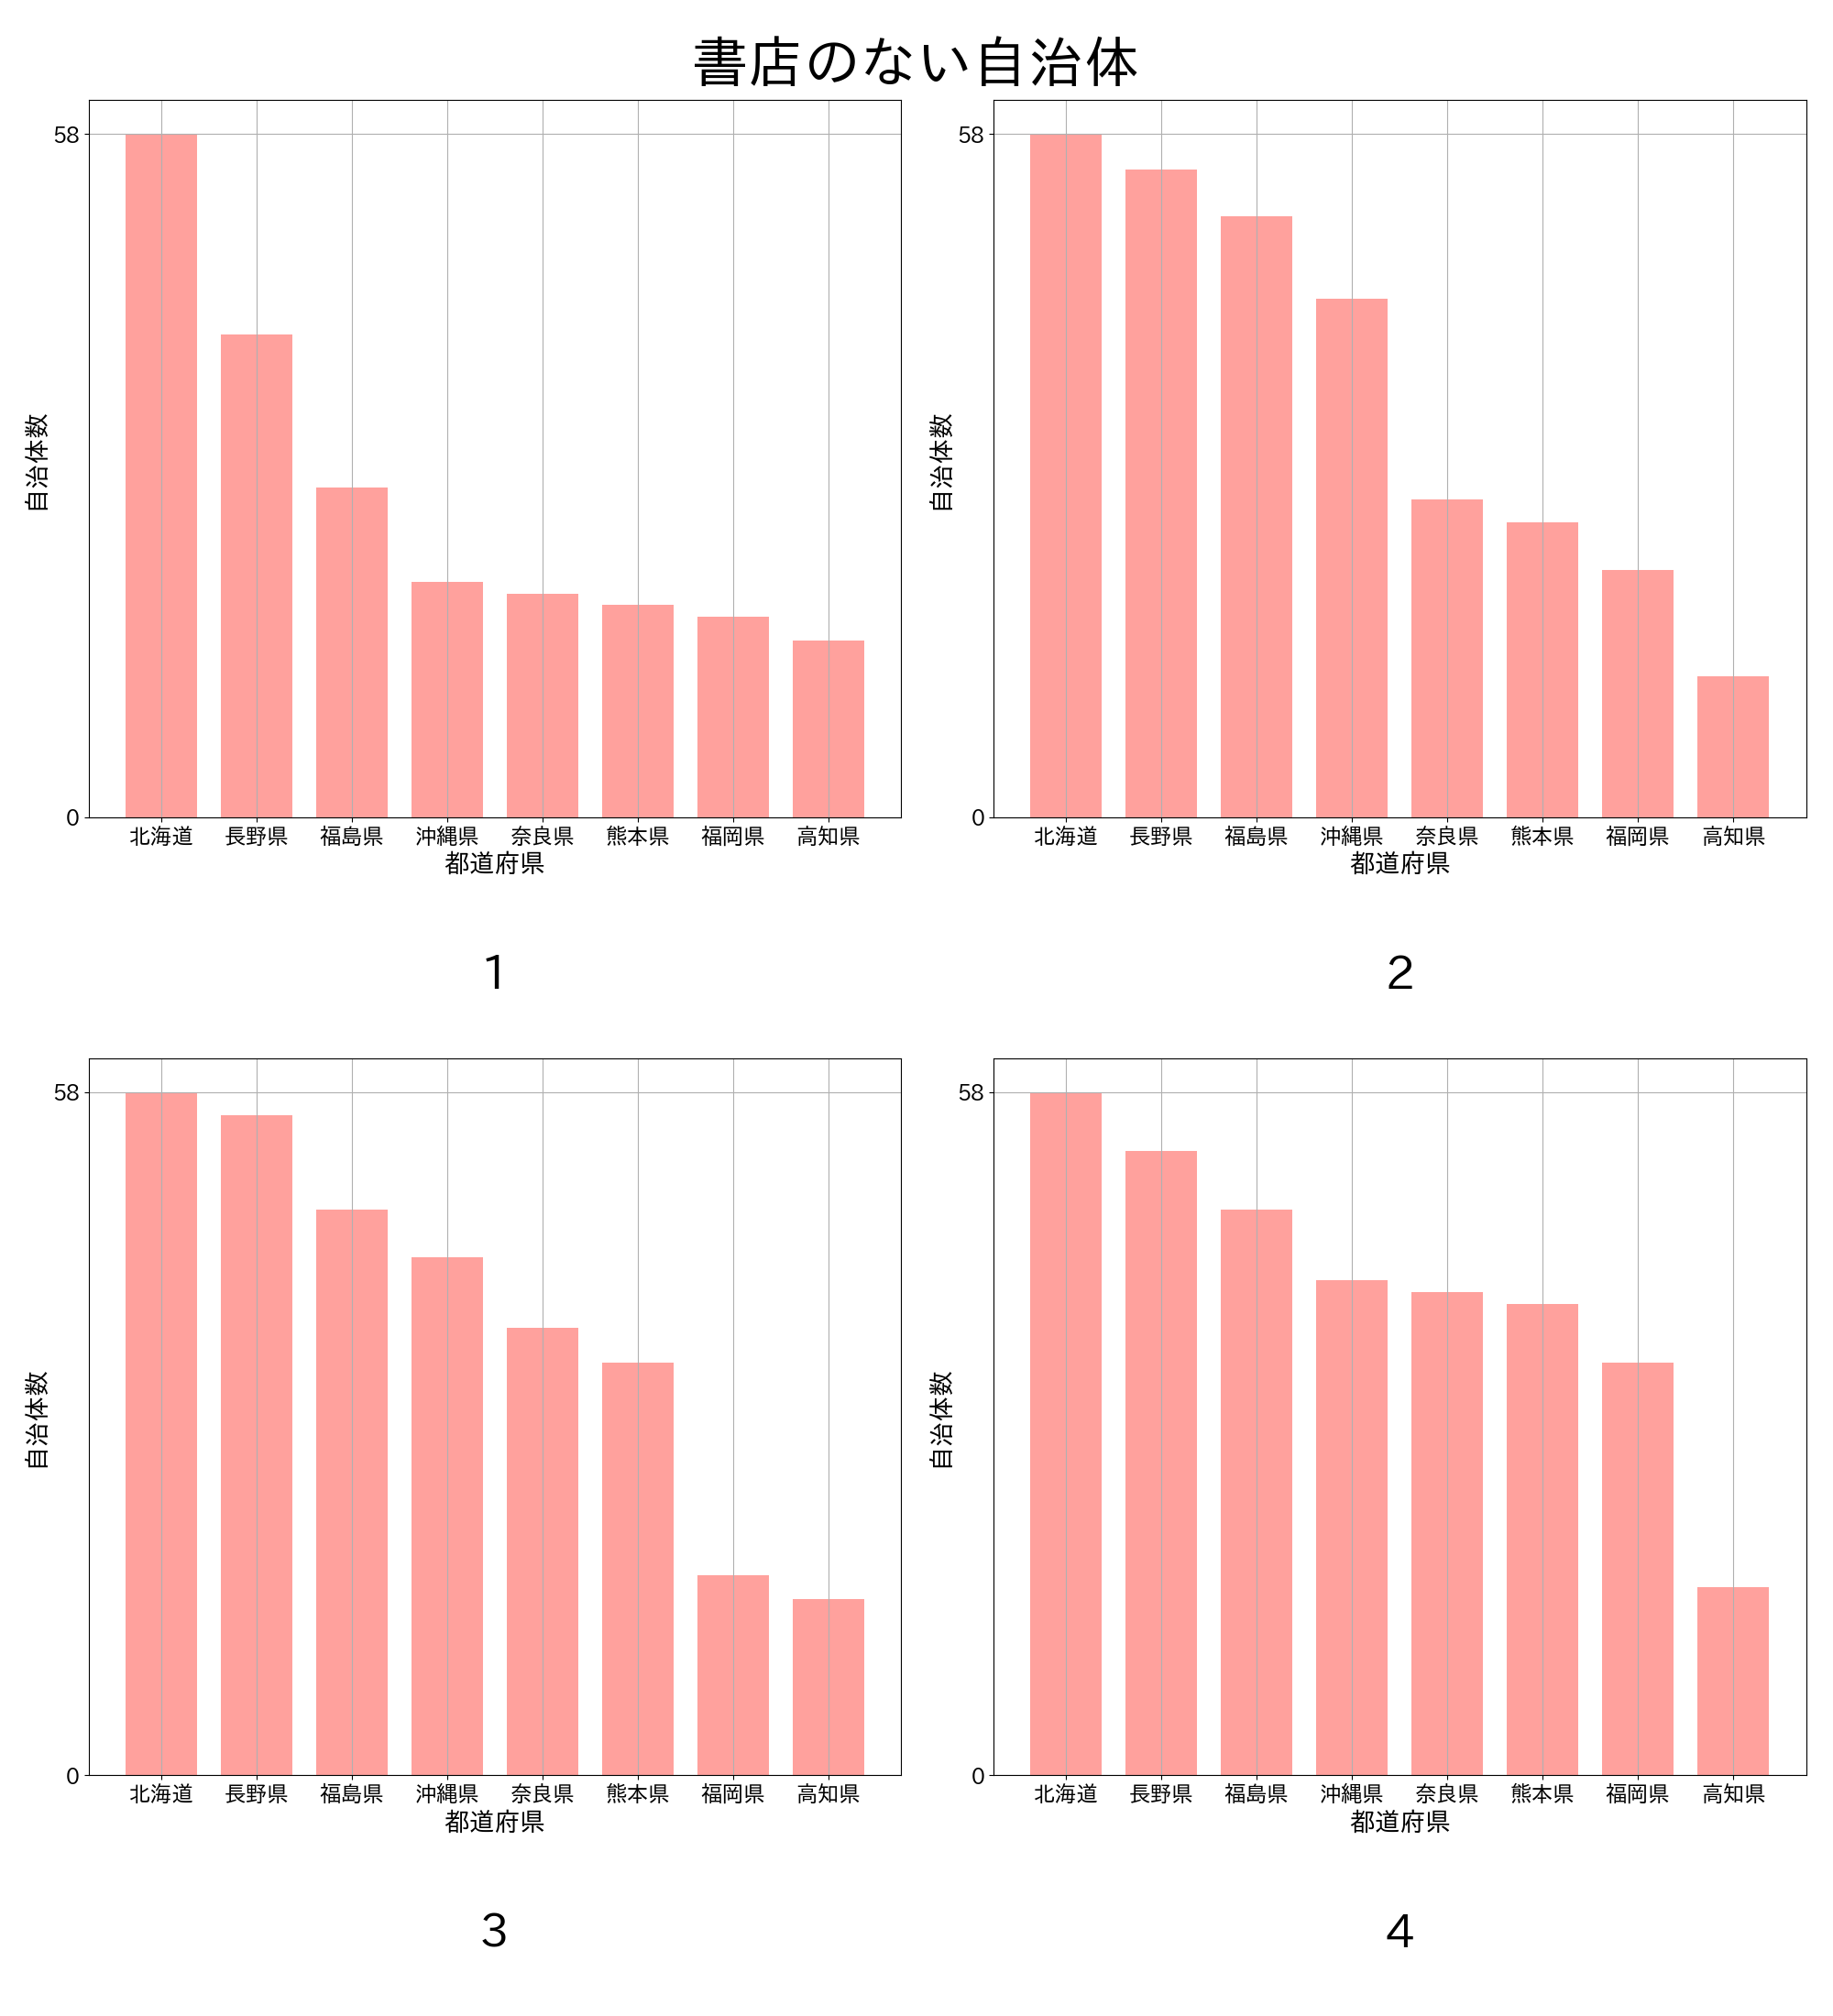 書店のない自治体
58
0
自治体数
北海道 長野県 福島県 沖縄県 奈良県 熊本県 福岡県 高知県
都道府県
1
58
0
自治体数
北海道 長野県 福島県 沖縄県 奈良県 熊本県 福岡県 高知県
都道府県
2
58
0
自治体数
北海道 長野県 福島県 沖縄県 奈良県 熊本県 福岡県 高知県
都道府県
3
58
0
自治体数
北海道 長野県 福島県 沖縄県 奈良県 熊本県 福岡県 高知県
都道府県
4